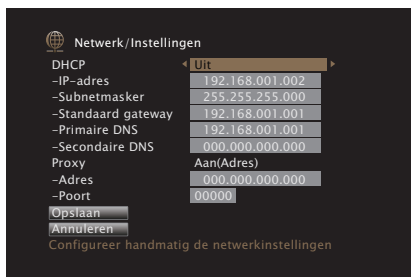 Netwerk/Instellingen
DHCP Uit
-IP-adres 192.168.001.002
-Subnetmasker 255.255.255.000
-Standaard gateway 192.168.001.001
-Primaire DNS 192.168.001.001
-Secondaire DNS 000.000.000.000
Proxy Aan(Adres)
-Adres 000.000.000.000
-Poort 00000
Opslaan
Annuleren
Configureer handmatig de netwerkinstellingen